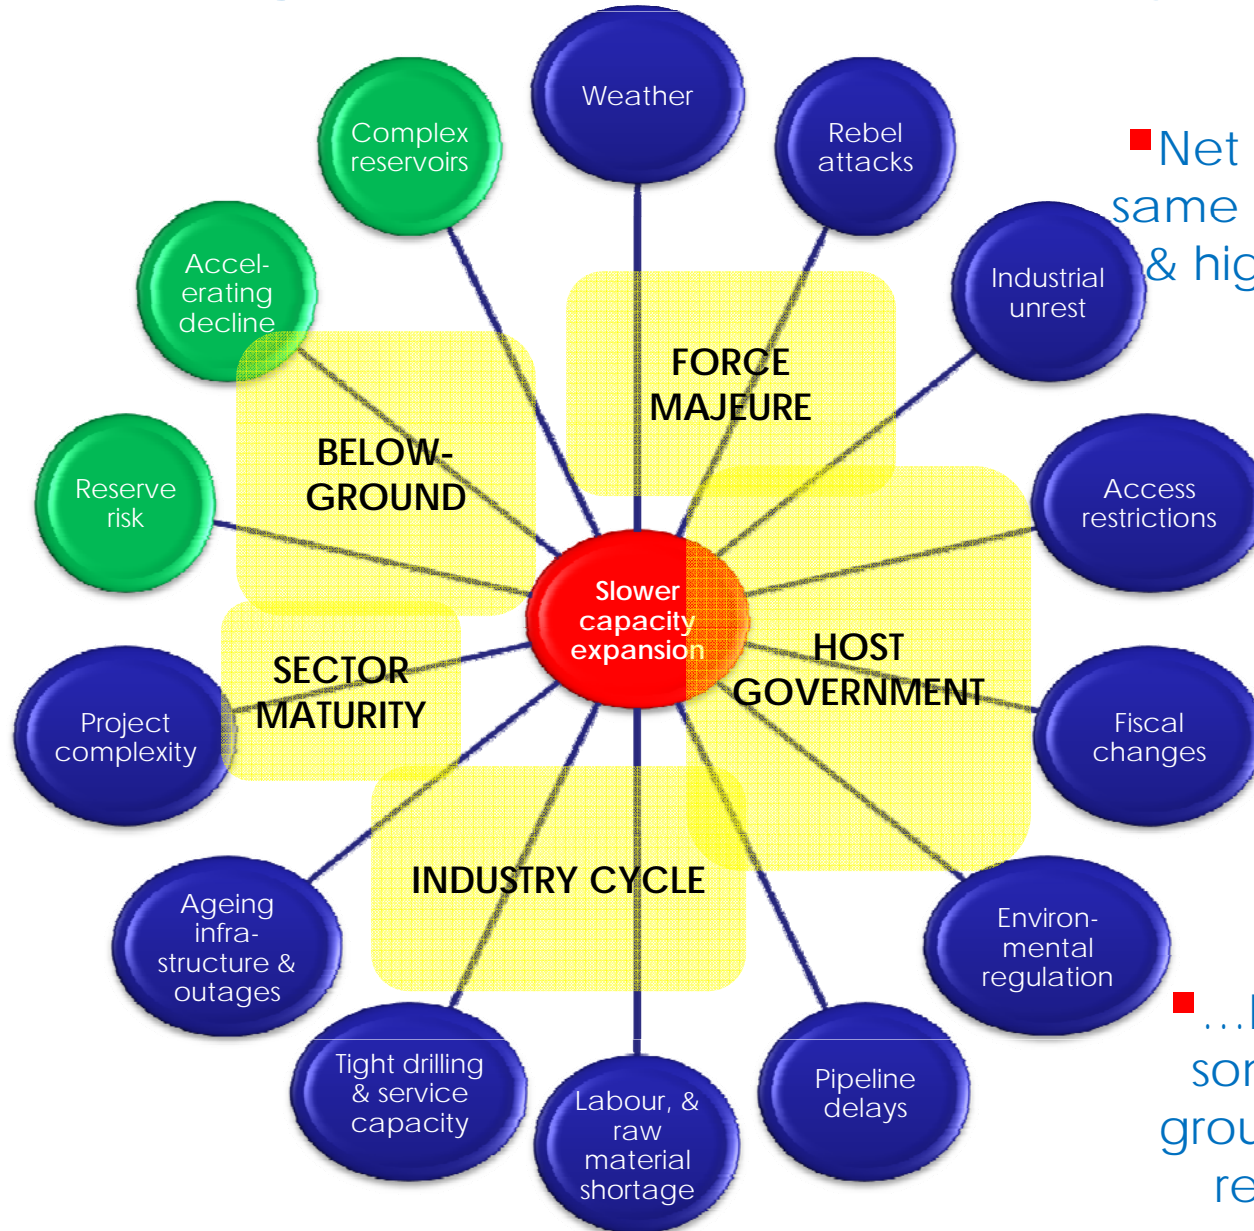 Weather
Complex
reservoirs
Rebel
attacks
Net
same
& hig
Accel-
erating
decline
Industrial
unrest
FORCE
MAJEURE
BELOW-
GROUND
Reserve
risk
Access
restrictions
Slower
capacity
expansion
HOST
GOVERNMENT
SECTOR
MATURITY
Project
complexity
Fiscal
changes
INDUSTRY CYCLE
Ageing
infra-
structure &
outages
Environ-
mental
regulation
Tight drilling
& service
capacity
Labour, &
raw
material
shortage
Pipeline
delays
...
grou
re